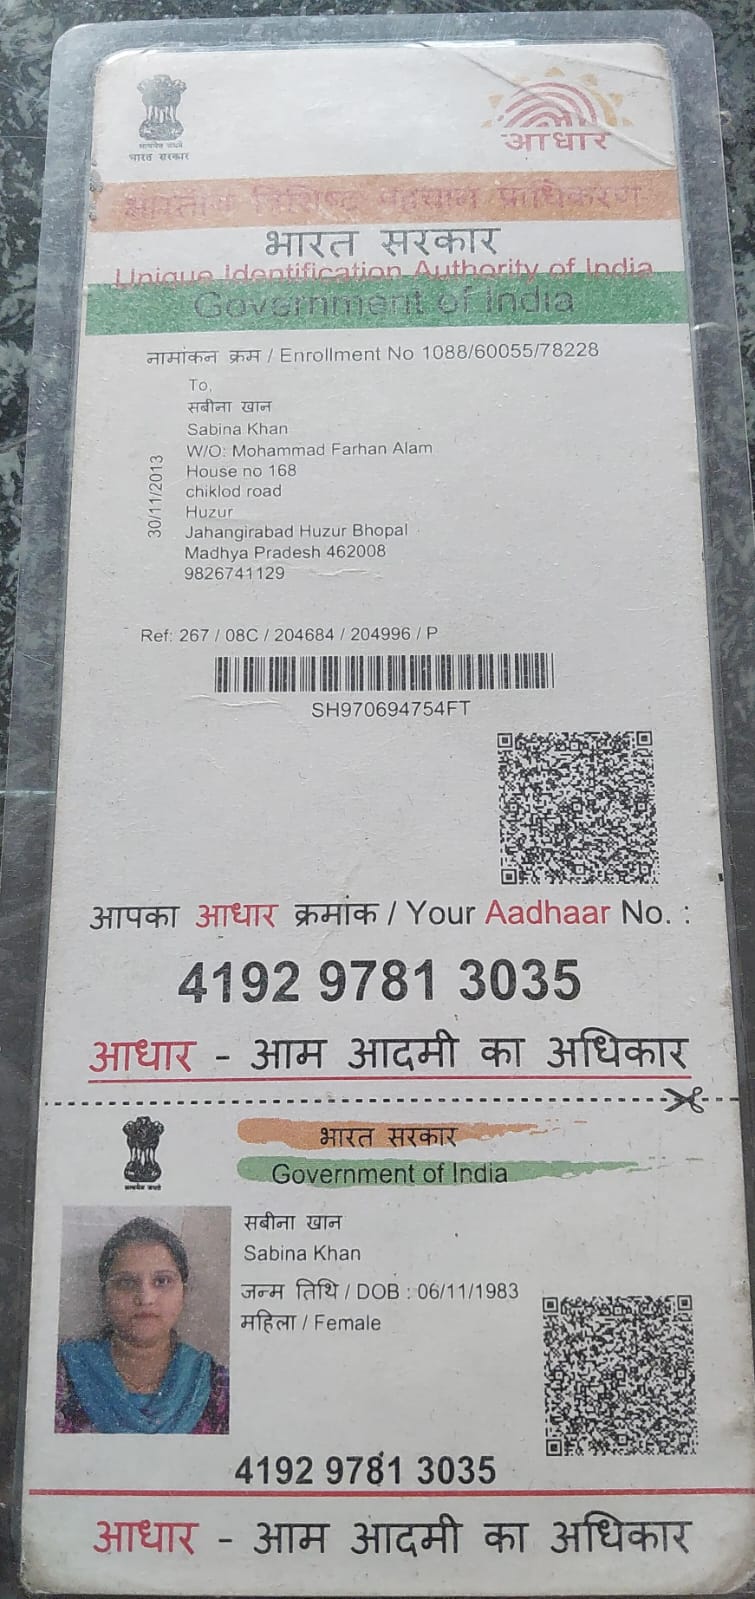 सत्यमेव जयते
भारत सरकार
आधार
भारतीय विशिष्ट पहचान प्राधिकरण
भारत सरकार
Unique Identification Authority of India
Government of India
नामांकन क्रम / Enrollment No 1088/60055/78228
To,
सबीना खान
Sabina Khan
W/O: Mohammad Farhan Alam
House no 168
chiklod road
Huzur
Jahangirabad Huzur Bhopal
Madhya Pradesh 462008
9826741129
30/11/2013
Ref: 267 / 08C / 204684 / 204996 / P
SH970694754FT
आपका आधार क्रमांक / Your Aadhaar No. :
4192 9781 3035
आधार - आम आदमी का अधिकार
सत्यमेव जयते
भारत सरकार
Government of India
सबीना खान
Sabina Khan
जन्म तिथि / DOB : 06/11/1983
महिला / Female
4192 9781 3035
आधार - आम आदमी का अधिकार